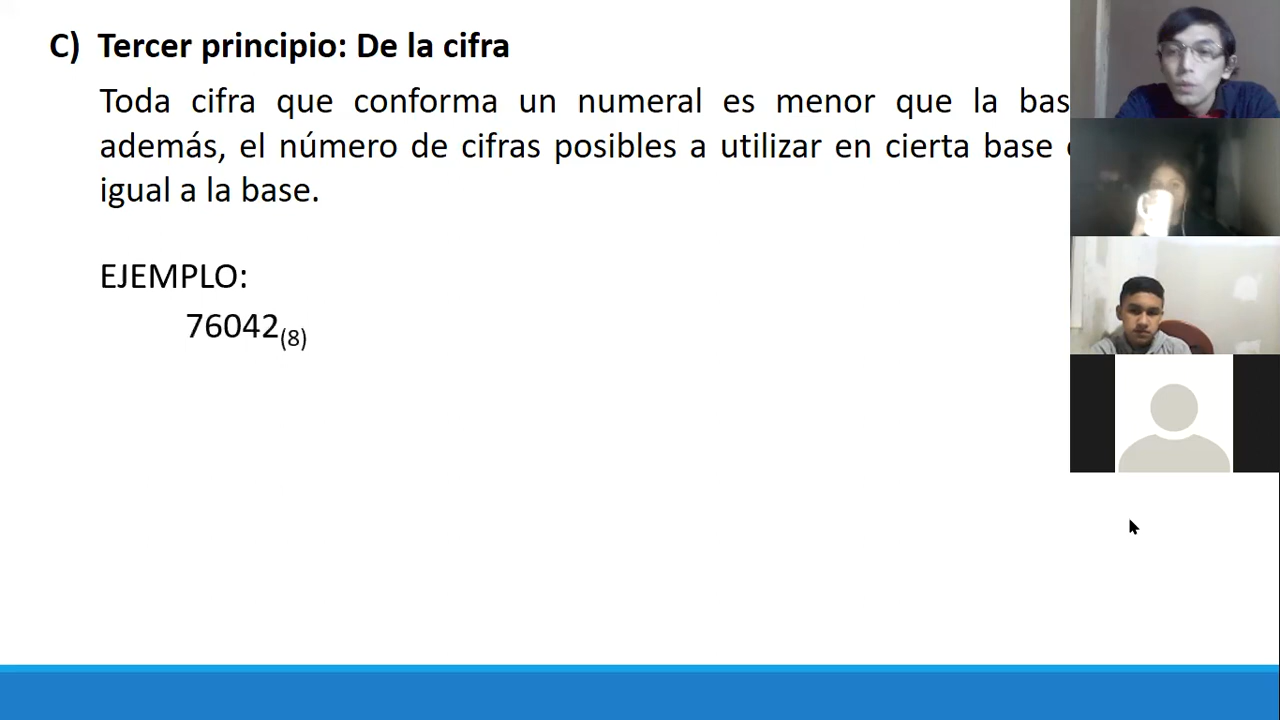 C) Tercer principio: De la cifra
Toda cifra que conforma un numeral es menor que la
además, el número de cifras posibles a utilizar en cierta base
igual a la base.
EJEMPLO:
76042(8)